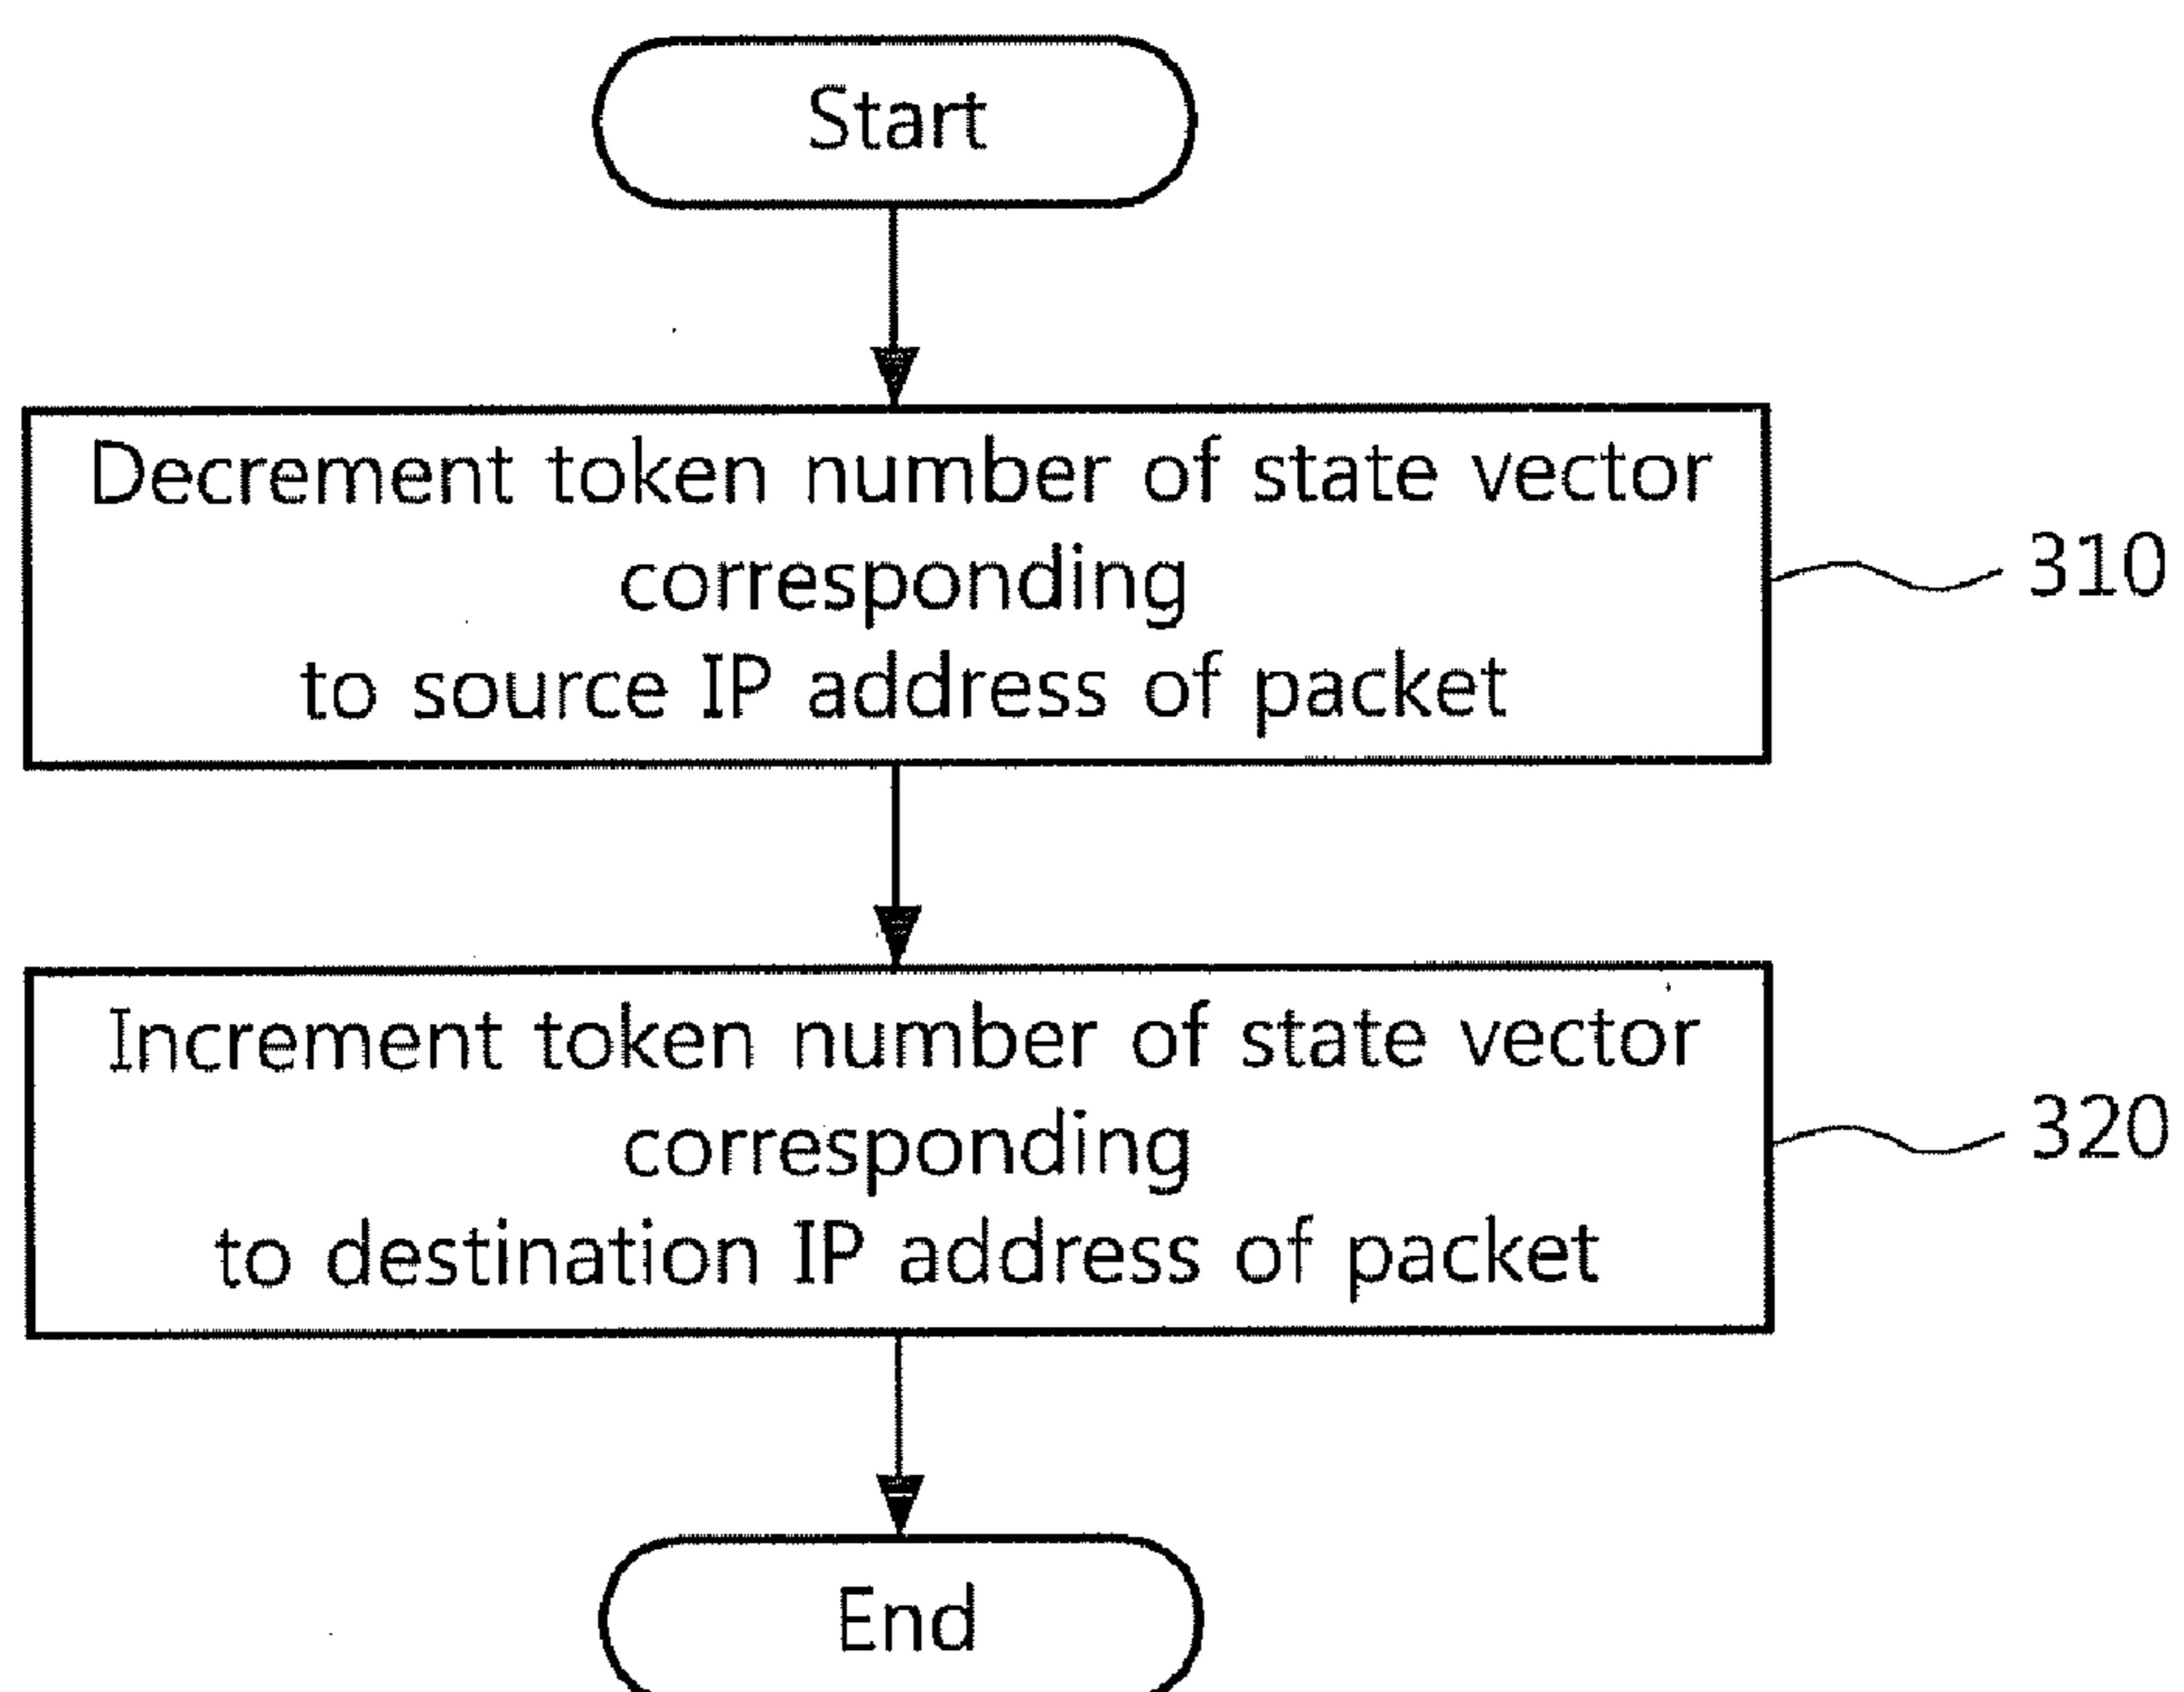 Start
Decrement token number of state vector
corresponding
to source IP address of packet
310
Increment token number of state vector
corresponding
to destination IP address of packet
320
End